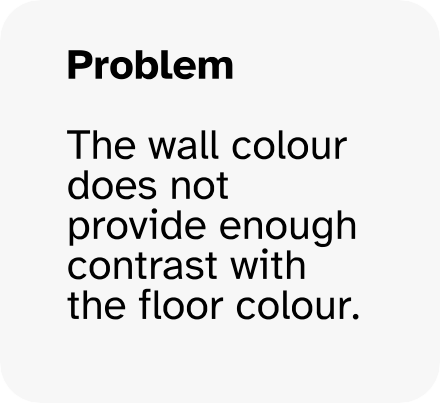 Problem
The wall colour
does not
provide enough
contrast with
the floor colour.